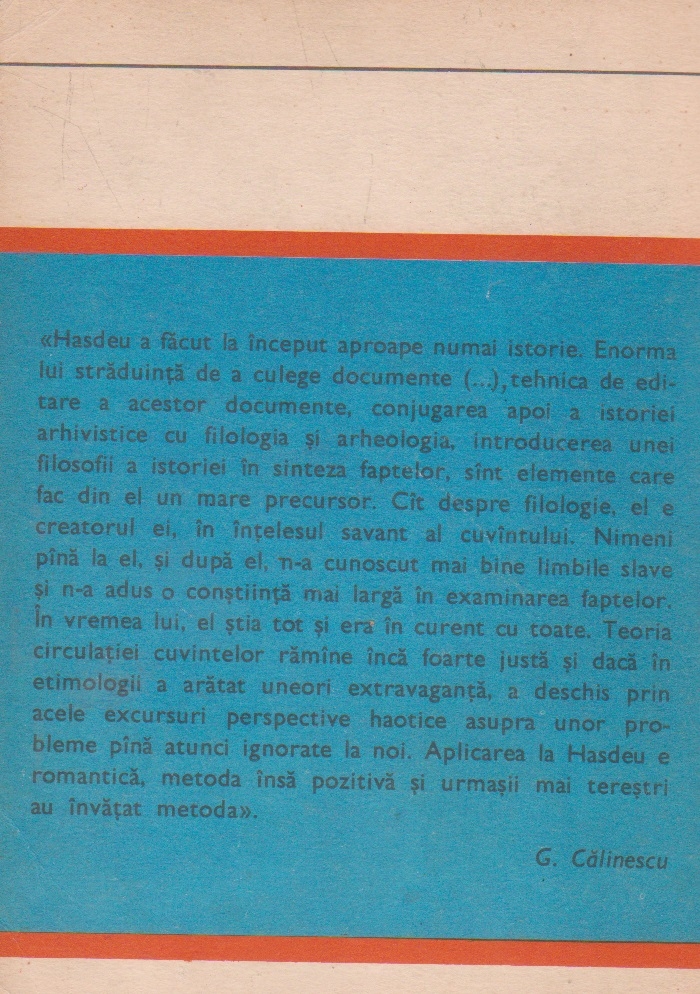 «Hasdeu a făcut la început aproape numai istorie. Enorma
lui străduință de a culege documente (...), tehnica de edi-
tare a acestor documente, conjugarea apoi a istoriei
arhivistice cu filologia și arheologia, introducerea unei
filosofii a istoriei în sinteza faptelor, sînt elemente care
fac din el un mare precursor. Cît despre filologie, el e
creatorul ei, în înțelesul savant al cuvîntului. Nimeni
pînă la el, și după el, n-a cunoscut mai bine limbile slave
și n-a adus o conștiință mai largă în examinarea faptelor.
În vremea lui, el știa tot și era în curent cu toate. Teoria
circulației cuvintelor rămîne încă foarte justă și dacă în
etimologii a arătat uneori extravaganță, a deschis prin
acele excursuri perspective haotice asupra unor pro-
bleme pînă atunci ignorate la noi. Aplicarea la Hasdeu e
romantică, metoda însă pozitivă și urmașii mai tereștri
au învățat metoda».
G. Călinescu